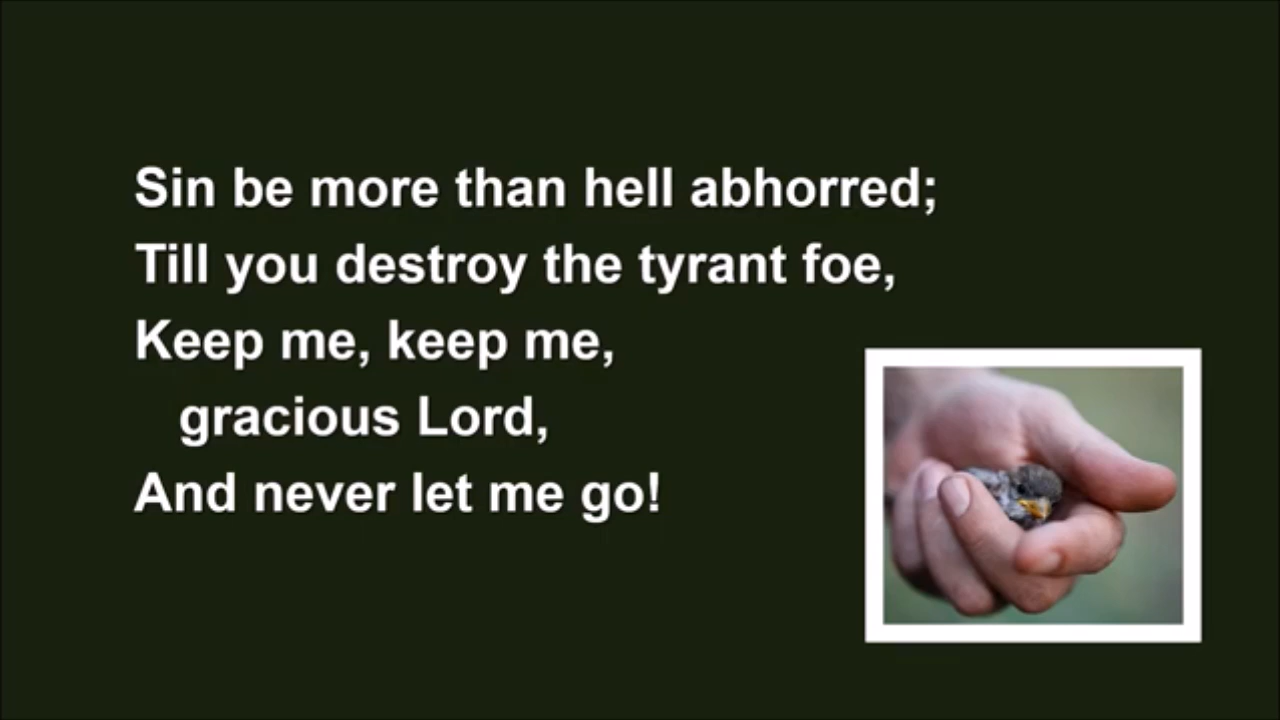 Sin be more than hell abhorred;
Till you destroy the tyrant foe,
Keep me, keep me,
gracious Lord,
And never let me go!